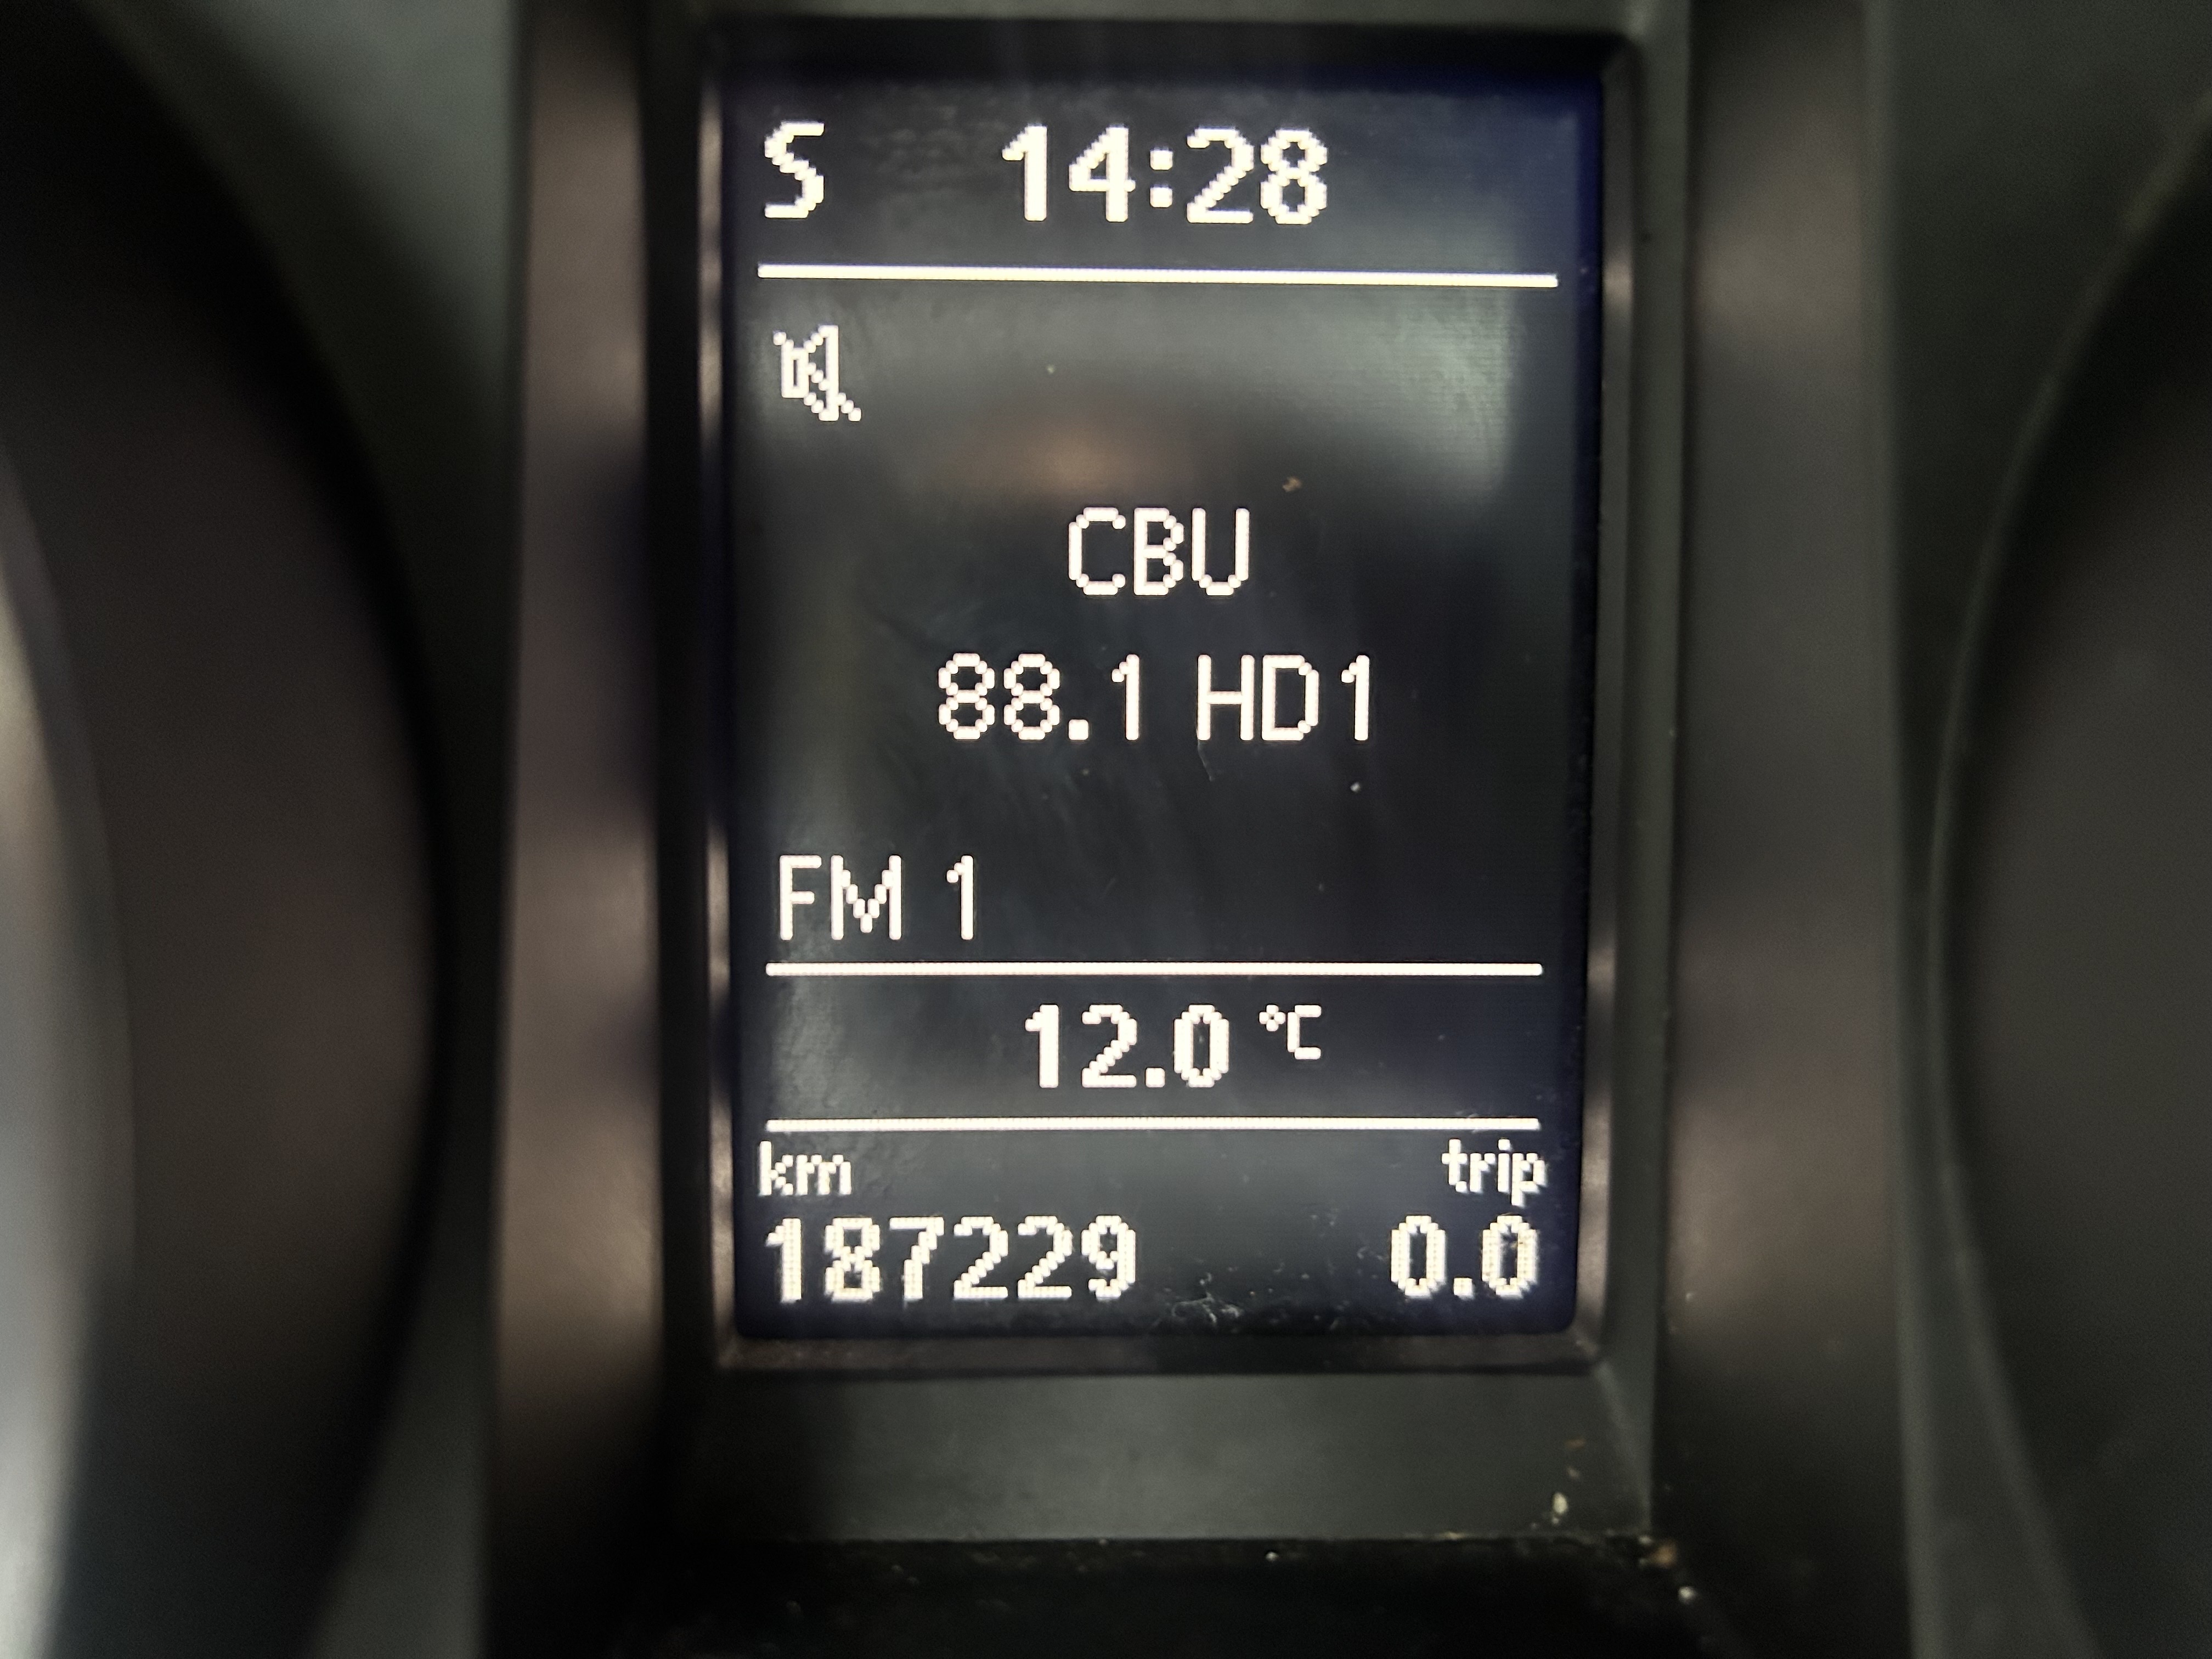 S 14:28
CBU
88.1 HD1
FM 1
12.0 °C
km trip
187229 0.0